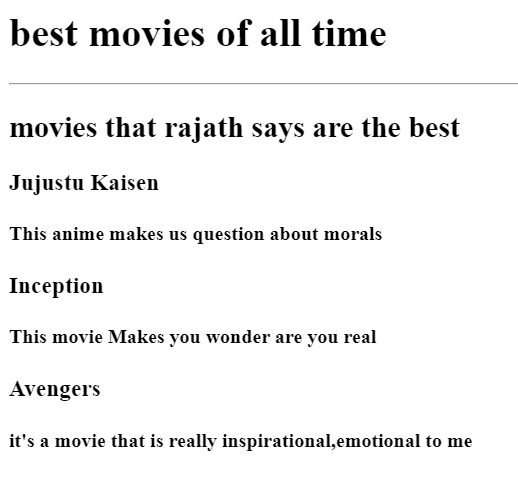 best movies of all time
movies that rajath says are the best
Jujustu Kaisen
This anime makes us question about morals
Inception
This movie Makes you wonder are you real
Avengers
it's a movie that is really inspirational,emotional to me